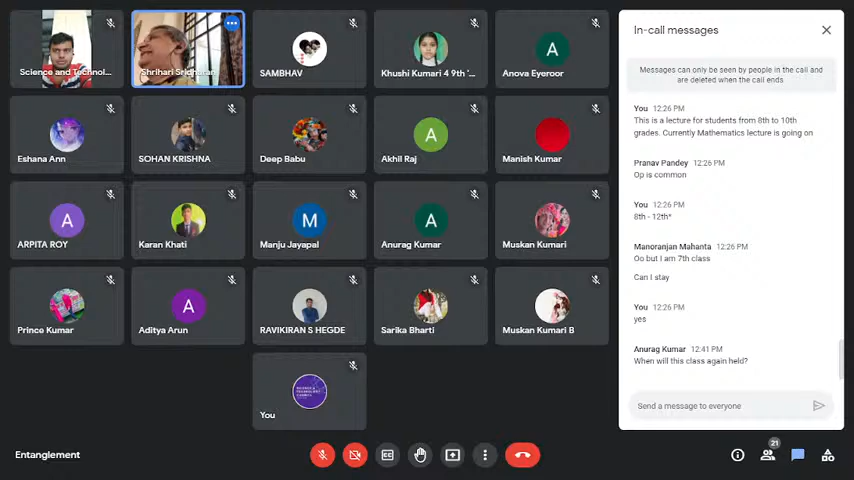 In-call messages
Science and Technol...
Shrihari Sridharan
SAMBHAV
Khushi Kumari 4 9th '...
Anova Eyeroor
Messages can only be seen by people in the call and
are deleted when the call ends
You 12:26 PM
This is a lecture for students from 8th to 10th
grades. Currently Mathematics lecture is going on
Eshana Ann
SOHAN KRISHNA
Deep Babu
A
Akhil Raj
Manish Kumar
Pranav Pandey 12:26 PM
Op is common
You 12:26 PM
8th - 12th*
A
ARPITA ROY
Karan Khati
M
Manju Jayapal
A
Anurag Kumar
Muskan Kumari
Manoranjan Mahanta 12:26 PM
Oo but I am 7th class
Can I stay
You 12:26 PM
yes
Prince Kumar
A
Aditya Arun
RAVIKIRAN S HEGDE
Sarika Bharti
Muskan Kumari B
Anurag Kumar 12:41 PM
When will this class again held?
You
Send a message to everyone
Entanglement
21
A